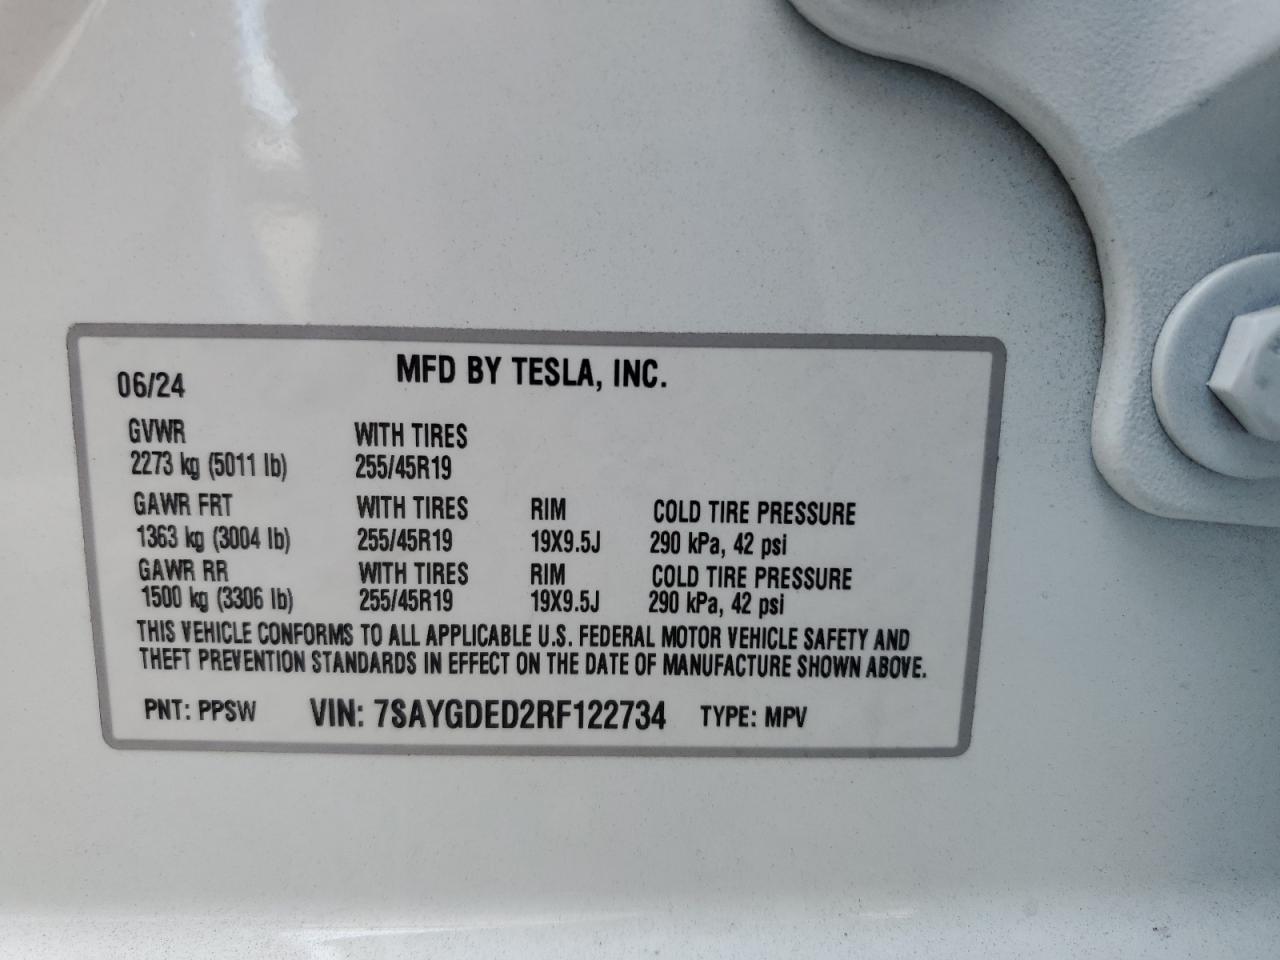 06/24 MFD BY TESLA, INC.
GVWR WITH TIRES
2273 kg (5011 lb) 255/45R19
GAWR FRT WITH TIRES RIM COLD TIRE PRESSURE
1363 kg (3004 lb) 255/45R19 19X9.5J 290 kPa, 42 psi
GAWR RR WITH TIRES RIM COLD TIRE PRESSURE
1500 kg (3306 lb) 255/45R19 19X9.5J 290 kPa, 42 psi
THIS VEHICLE CONFORMS TO ALL APPLICABLE U.S. FEDERAL MOTOR VEHICLE SAFETY AND
THEFT PREVENTION STANDARDS IN EFFECT ON THE DATE OF MANUFACTURE SHOWN ABOVE.
PNT: PPSW VIN: 7SAYGDED2RF122734 TYPE: MPV